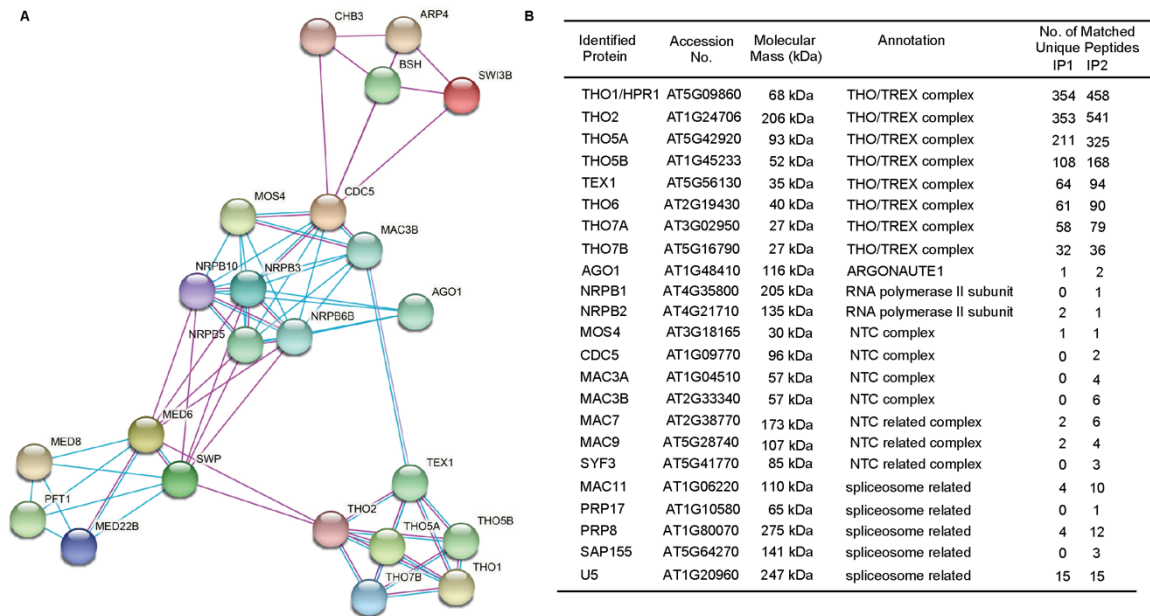 A
CHB3
ARP4
BSH
SWI3B
MOS4
CDC5
MAC3B
NRPB10
NRPB3
AGO1
NRPB6B
NRPB5
MED6
MED8
SWP
TEX1
PFT1
THO2
THO5A
THO5B
MED22B
THO7B
THO1
B
Identified Protein Accession No. Molecular Mass (kDa) Annotation No. of Matched Unique Peptides
IP1 IP2
THO1/HPR1 AT5G09860 68 kDa THO/TREX complex 354 458
THO2 AT1G24706 206 kDa THO/TREX complex 353 541
THO5A AT5G42920 93 kDa THO/TREX complex 211 325
THO5B AT1G45233 52 kDa THO/TREX complex 108 168
TEX1 AT5G56130 35 kDa THO/TREX complex 64 94
THO6 AT2G19430 40 kDa THO/TREX complex 61 90
THO7A AT3G02950 27 kDa THO/TREX complex 58 79
THO7B AT5G16790 27 kDa THO/TREX complex 32 36
AGO1 AT1G48410 116 kDa ARGONAUTE1 1 2
NRPB1 AT4G35800 205 kDa RNA polymerase II subunit 0 1
NRPB2 AT4G21710 135 kDa RNA polymerase II subunit 2 1
MOS4 AT3G18165 30 kDa NTC complex 1 1
CDC5 AT1G09770 96 kDa NTC complex 0 2
MAC3A AT1G04510 57 kDa NTC complex 0 4
MAC3B AT2G33340 57 kDa NTC complex 0 6
MAC7 AT2G38770 173 kDa NTC related complex 2 6
MAC9 AT5G28740 107 kDa NTC related complex 2 4
SYF3 AT5G41770 85 kDa NTC related complex 0 3
MAC11 AT1G06220 110 kDa spliceosome related 4 10
PRP17 AT1G10580 65 kDa spliceosome related 0 1
PRP8 AT1G80070 275 kDa spliceosome related 4 12
SAP155 AT5G64270 141 kDa spliceosome related 0 3
U5 AT1G20960 247 kDa spliceosome related 15 15